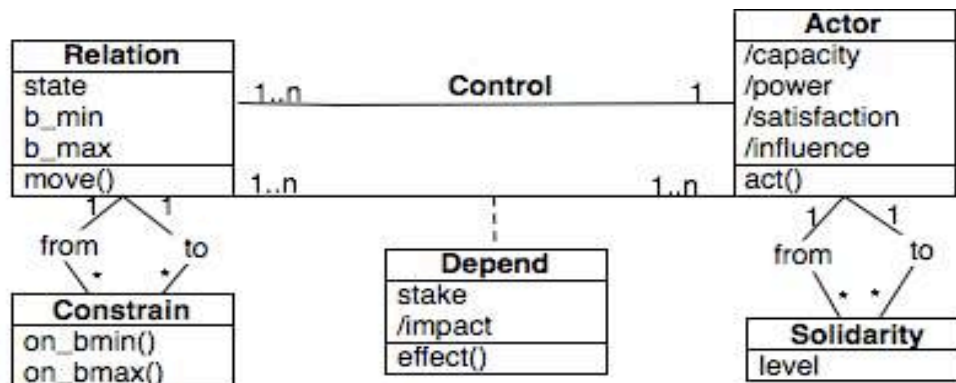 Relation
state
b_min
b_max
move()
1..n
Control
1
Actor
/capacity
/power
/satisfaction
/influence
act()
1..n
1..n
1
1
from
to
*
*
Constrain
on_bmin()
on_bmax()
Depend
stake
/impact
effect()
1
1
from
to
*
*
Solidarity
level